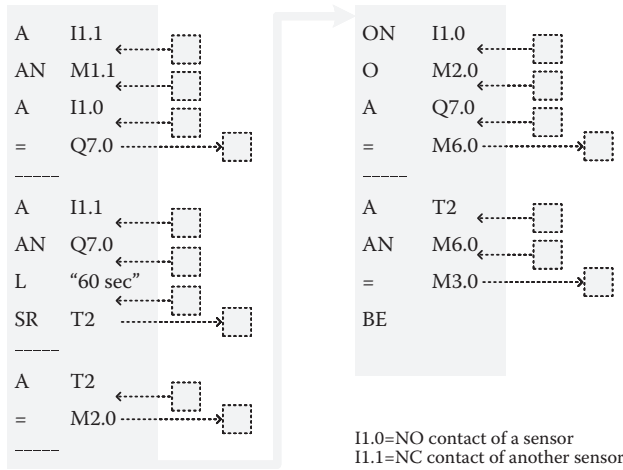 A I1.1
AN M1.1
A I1.0
= Q7.0
-----
A I1.1
AN Q7.0
L “60 sec”
SR T2
-----
A T2
= M2.0
-----
ON I1.0
O M2.0
A Q7.0
= M6.0
-----
A T2
AN M6.0
= M3.0
BE
I1.0=NO contact of a sensor
I1.1=NC contact of another sensor